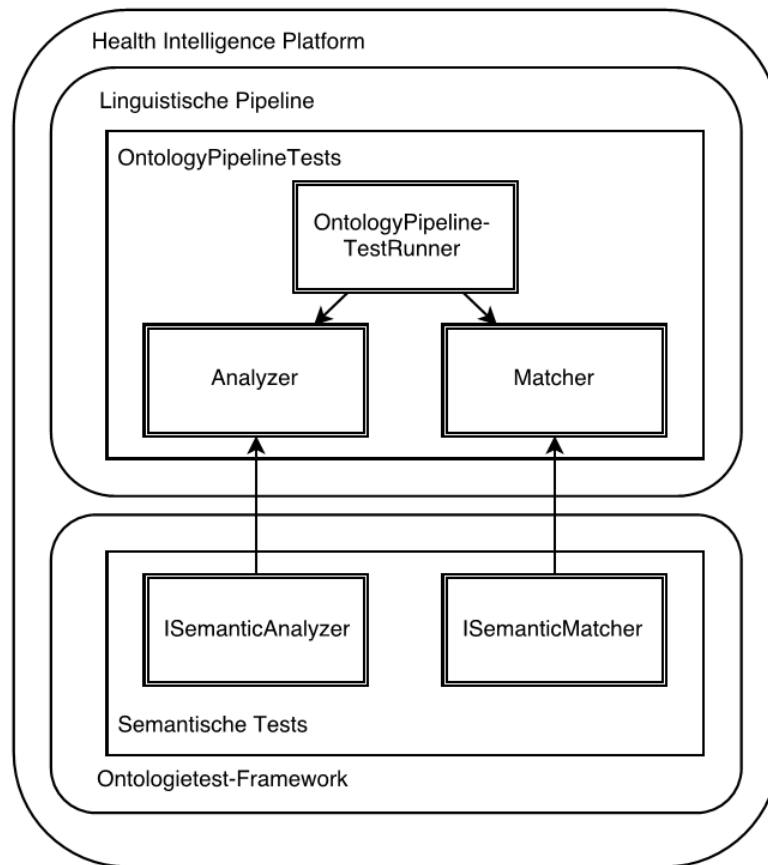 Health Intelligence Platform
Linguistische Pipeline
OntologyPipelineTests
OntologyPipeline-
TestRunner
Analyzer
Matcher
ISemanticAnalyzer
ISemanticMatcher
Semantische Tests
Ontologietest-Framework